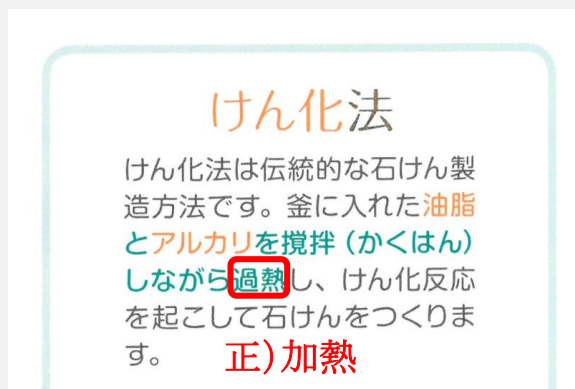 けん化法
けん化法は伝統的な石けん製
造方法です。釜に入れた油脂
とアルカリを撹拌（かくはん）
しながら過熱し、けん化反応
を起こして石けんをつくりま
す。
正）加熱